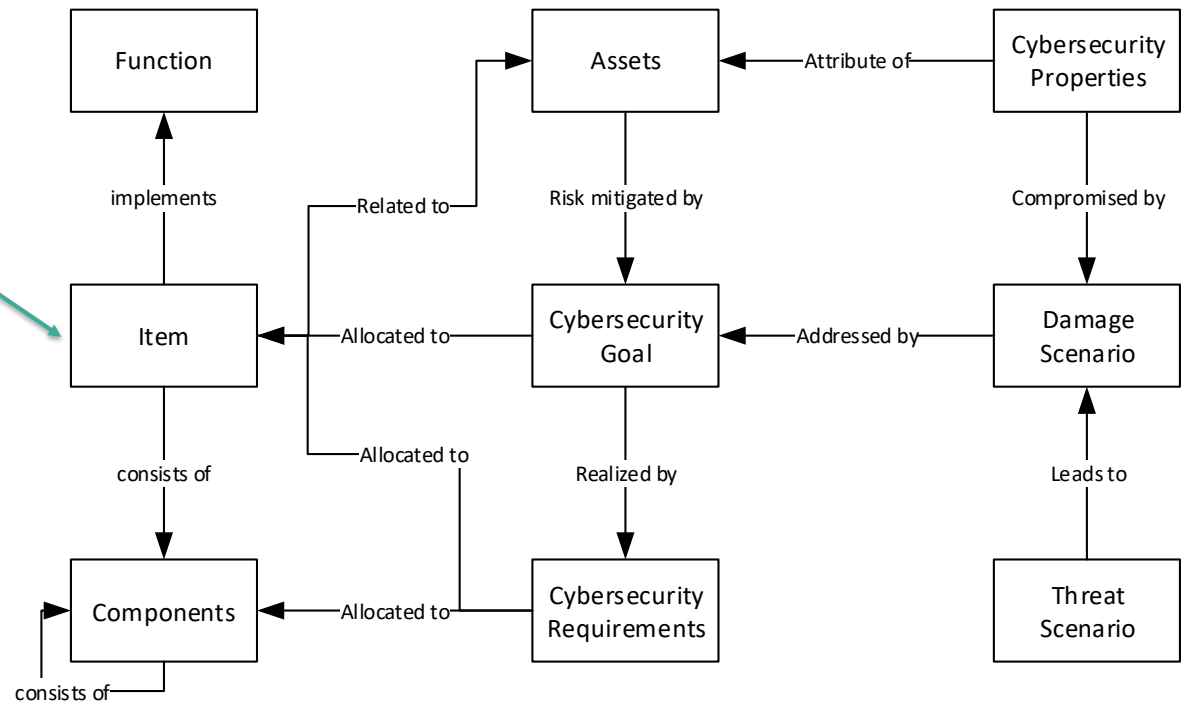 Function
Assets
Cybersecurity
Properties
Attribute of
implements
Related to
Risk mitigated by
Compromised by
Item
Allocated to
Cybersecurity
Goal
Addressed by
Damage
Scenario
consists of
Allocated to
Realized by
Leads to
Components
Allocated to
Cybersecurity
Requirements
Threat
Scenario
consists of